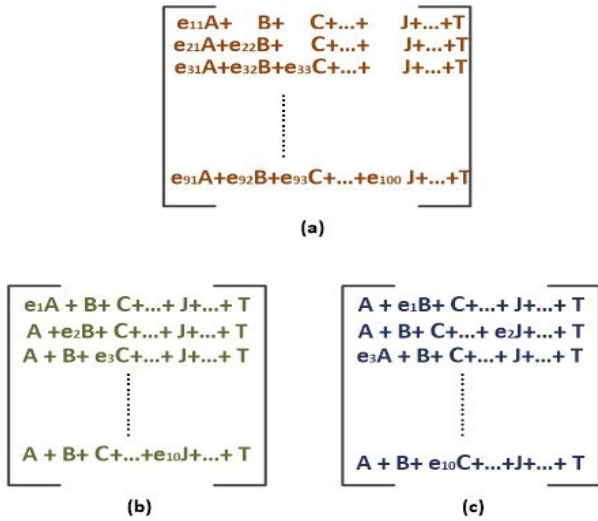 e₁₁A+ B+ C+...+ J+...+T
e₂₁A+e₂₂B+ C+...+ J+...+T
e₃₁A+e₃₂B+e₃₃C+...+ J+...+T
e₉₁A+e₉₂B+e₉₃C+...+e₁₀₀ J+...+T
(a)
e₁A + B+ C+...+ J+...+ T
A +e₂B+ C+...+ J+...+ T
A + B+ e₃C+...+ J+...+ T
A + B+ C+...+e₁₀J+...+ T
(b)
A + e₁B+ C+...+ J+...+ T
A + B+ C+...+ e₂J+...+ T
e₃A + B+ C+...+ J+...+ T
A + B+ e₁₀C+...+J+...+ T
(c)